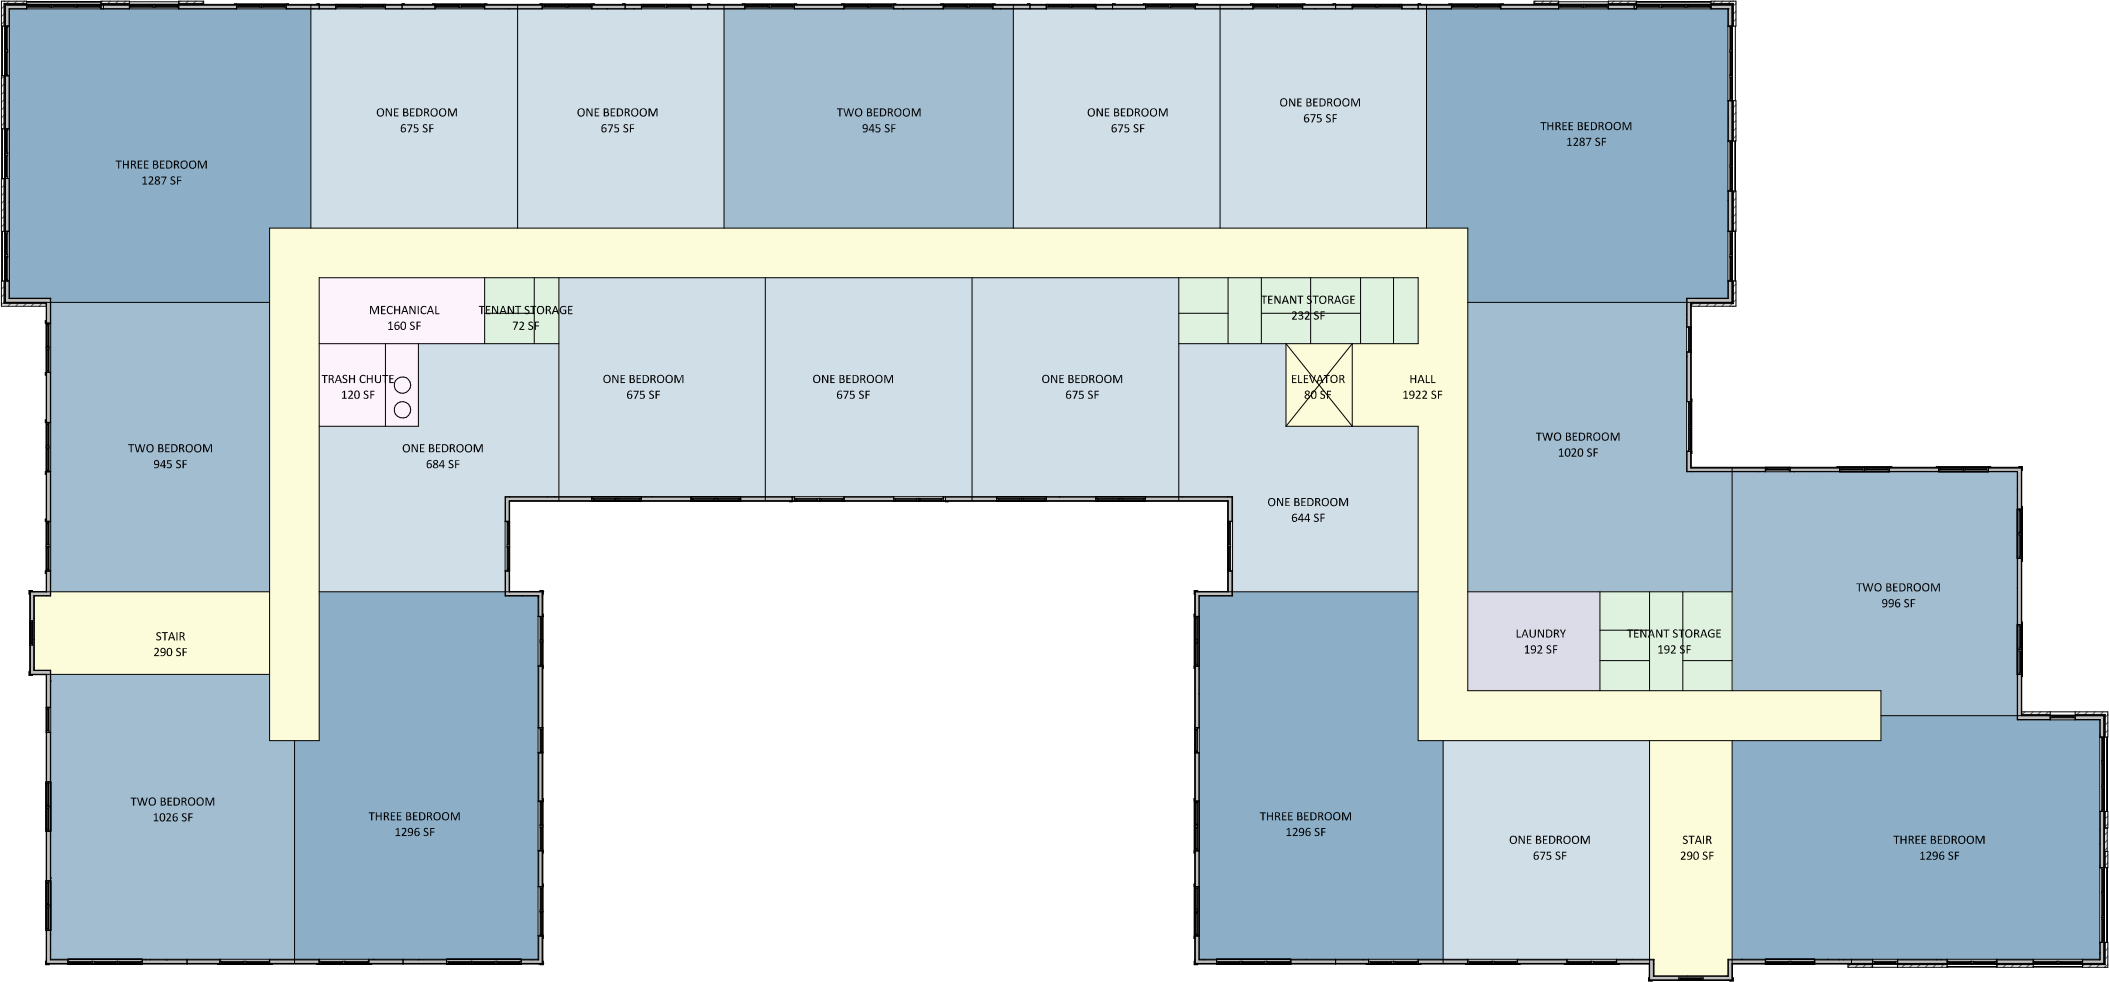 THREE BEDROOM
1287 SF
ONE BEDROOM
675 SF
ONE BEDROOM
675 SF
TWO BEDROOM
945 SF
ONE BEDROOM
675 SF
ONE BEDROOM
675 SF
THREE BEDROOM
1287 SF
MECHANICAL
160 SF
TENANT STORAGE
72 SF
TENANT STORAGE
232 SF
TRASH CHUTE
120 SF
ONE BEDROOM
675 SF
ONE BEDROOM
675 SF
ONE BEDROOM
675 SF
ELEVATOR
80 SF
HALL
1922 SF
TWO BEDROOM
945 SF
ONE BEDROOM
684 SF
ONE BEDROOM
644 SF
TWO BEDROOM
1020 SF
TWO BEDROOM
996 SF
STAIR
290 SF
LAUNDRY
192 SF
TENANT STORAGE
192 SF
TWO BEDROOM
1026 SF
THREE BEDROOM
1296 SF
THREE BEDROOM
1296 SF
ONE BEDROOM
675 SF
STAIR
290 SF
THREE BEDROOM
1296 SF